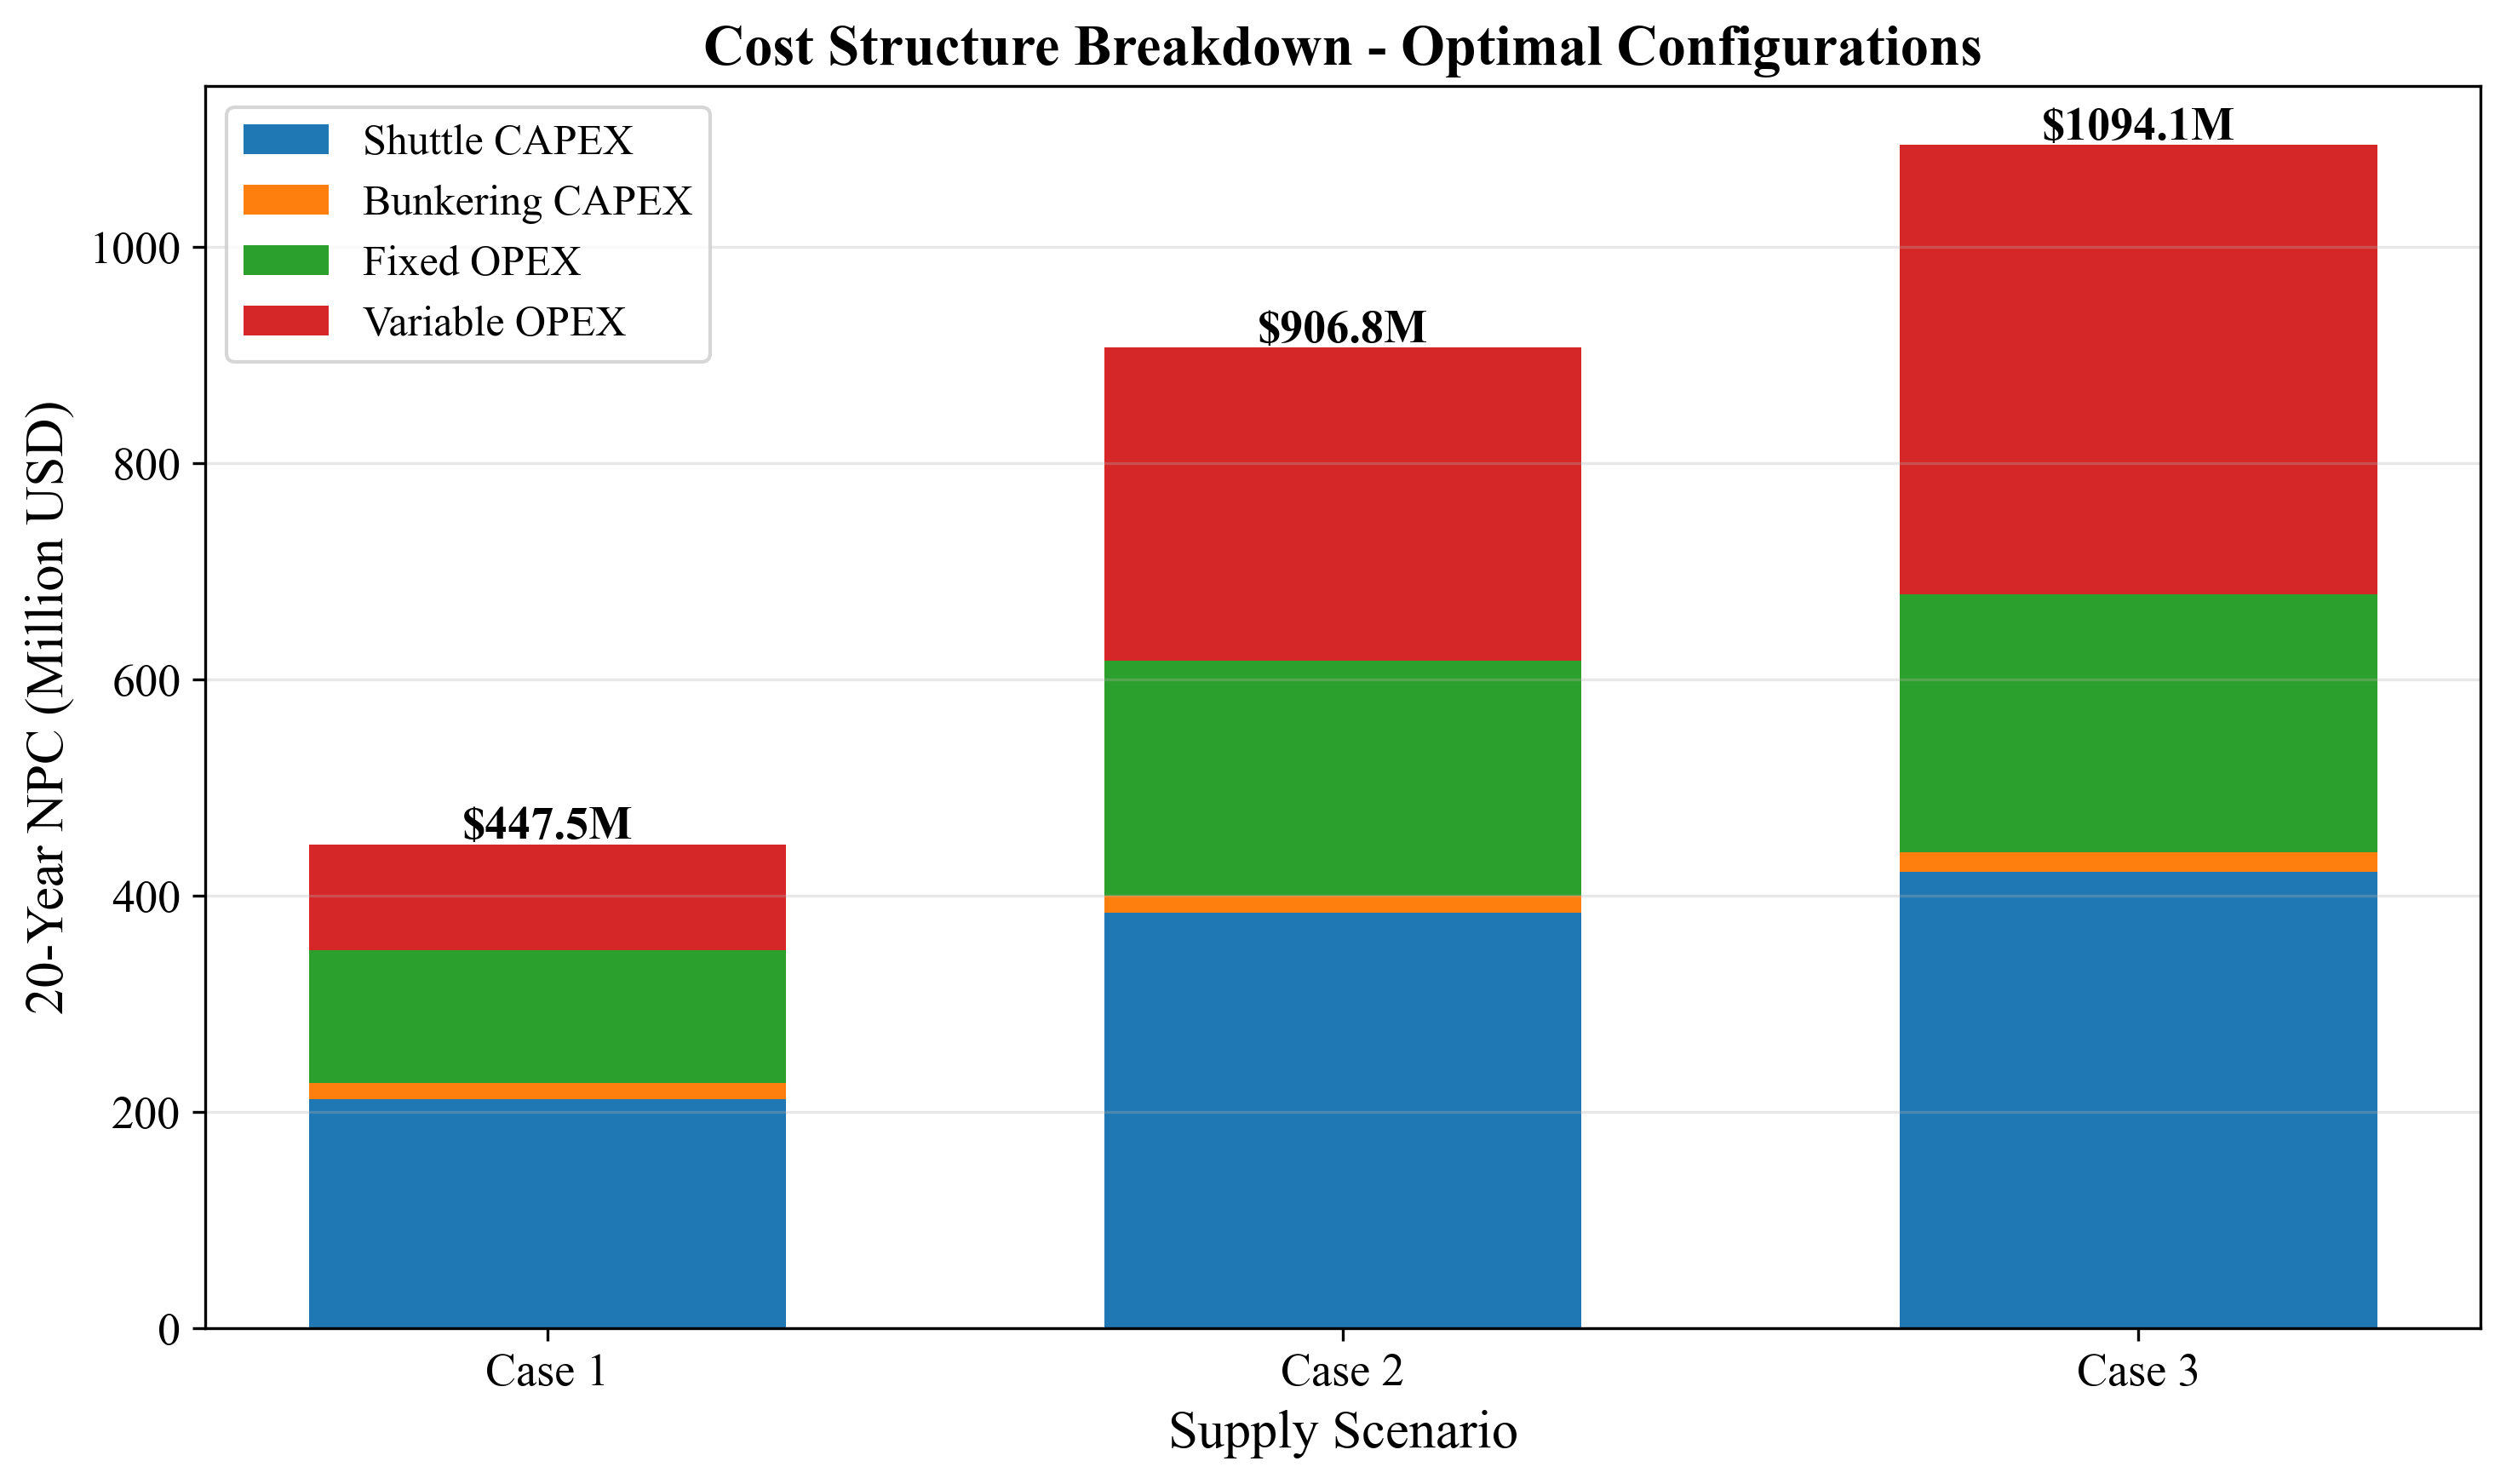 Cost Structure Breakdown - Optimal Configurations
Shuttle CAPEX
Bunkering CAPEX
Fixed OPEX
Variable OPEX
$447.5M
$906.8M
$1094.1M
20-Year NPC (Million USD)
1000
800
600
400
200
0
Case 1
Case 2
Case 3
Supply Scenario